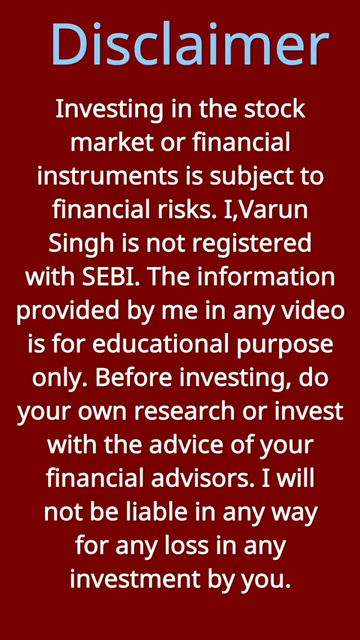 Disclaimer
Investing in the stock
market or financial
instruments is subject to
financial risks. I,Varun
Singh is not registered
with SEBI. The information
provided by me in any video
is for educational purpose
only. Before investing, do
your own research or invest
with the advice of your
financial advisors. I will
not be liable in any way
for any loss in any
investment by you.